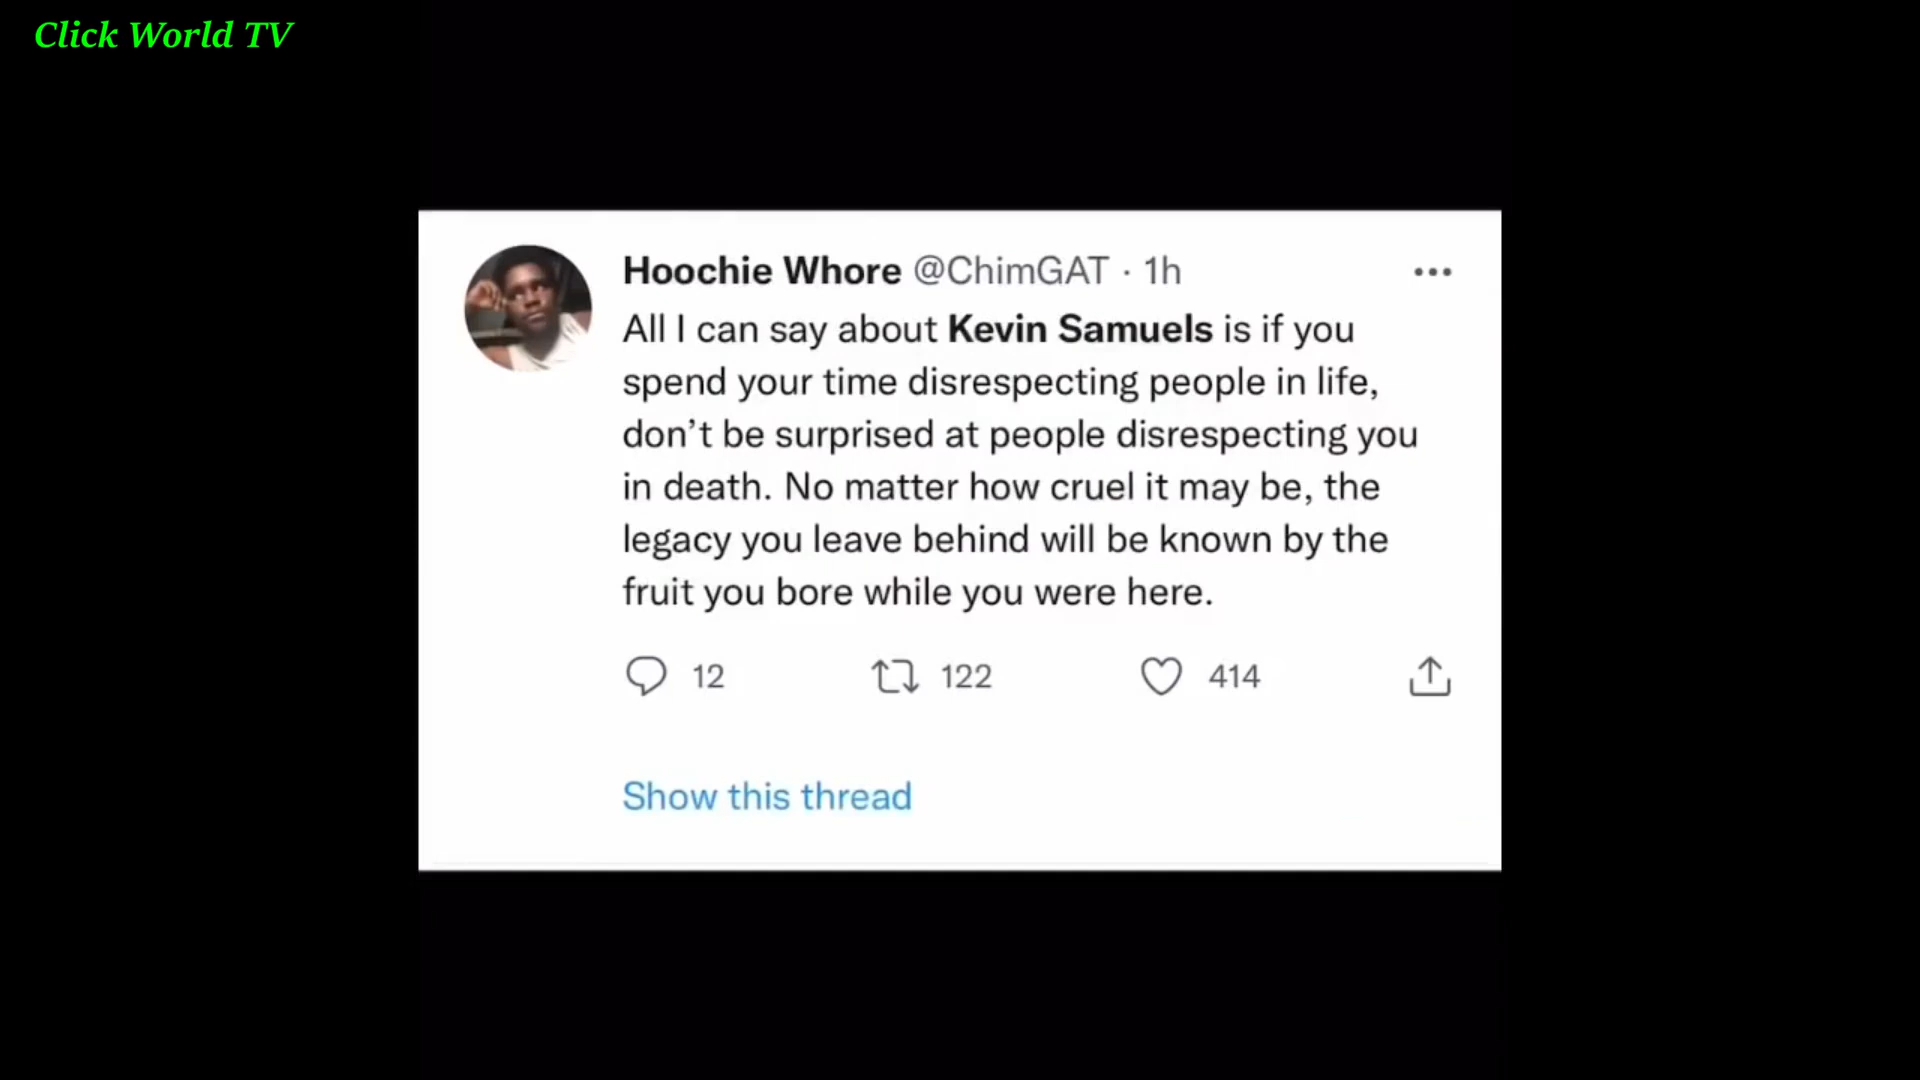 Click World TV
Hoochie Whore @ChimGAT · 1h
All I can say about Kevin Samuels is if you
spend your time disrespecting people in life,
don’t be surprised at people disrespecting you
in death. No matter how cruel it may be, the
legacy you leave behind will be known by the
fruit you bore while you were here.
12 122 414
Show this thread